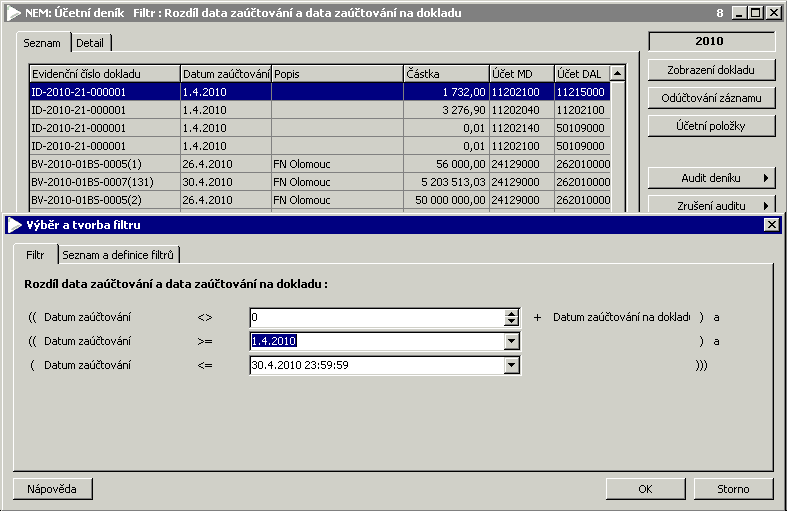 NEM: Účetní deník   Filtr : Rozdíl data zaúčtování a data zaúčtování na dokladu 8
Seznam Detail
2010
Evidenční číslo dokladu Datum zaúčtování Popis Částka Účet MD Účet DAL
ID-2010-21-000001 1.4.2010 1 732,00 11202100 11215000
ID-2010-21-000001 1.4.2010 3 276,90 11202040 11202100
ID-2010-21-000001 1.4.2010 0,01 11202140 50109000
ID-2010-21-000001 1.4.2010 0,01 11202100 50109000
BV-2010-01BS-0005(1) 26.4.2010 FN Olomouc 56 000,00 24129000 262010000
BV-2010-01BS-0007(131) 30.4.2010 FN Olomouc 5 203 513,03 24129000 262010000
BV-2010-01BS-0005(2) 26.4.2010 FN Olomouc 50 000 000,00 24129000 262010000
Zobrazení dokladu
Odúčtování záznamu
Účetní položky
Audit deníku
Zrušení auditu
Výběr a tvorba filtru
Filtr Seznam a definice filtrů
Rozdíl data zaúčtování a data zaúčtování na dokladu :
(( Datum zaúčtování <> 0 + Datum zaúčtování na dokladu ) a
(( Datum zaúčtování >= 1.4.2010 ) a
( Datum zaúčtování <= 30.4.2010 23:59:59 )))
Nápověda OK Storno